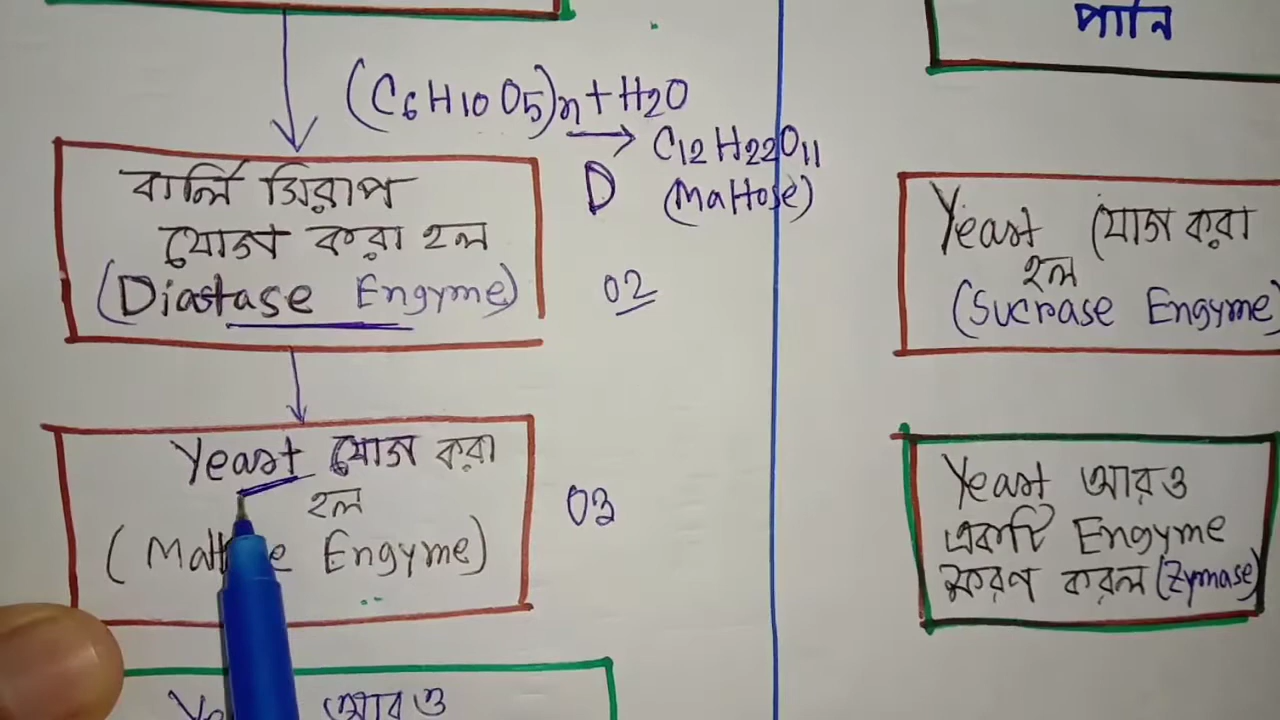 (C6H10O5)n + H2O
→ C12H22O11
D (Maltose)
বার্লি সিরাপ
যোগ করা হল
(Diastase Engyme)
02
Yeast যোগ করা
হল
Engyme)
03
আরও
পানি
Yeast যোগ করা
হল
(Sucrase Engyme)
Yeast আরও
একটি Engyme
ক্ষরণ করল (Zymase)